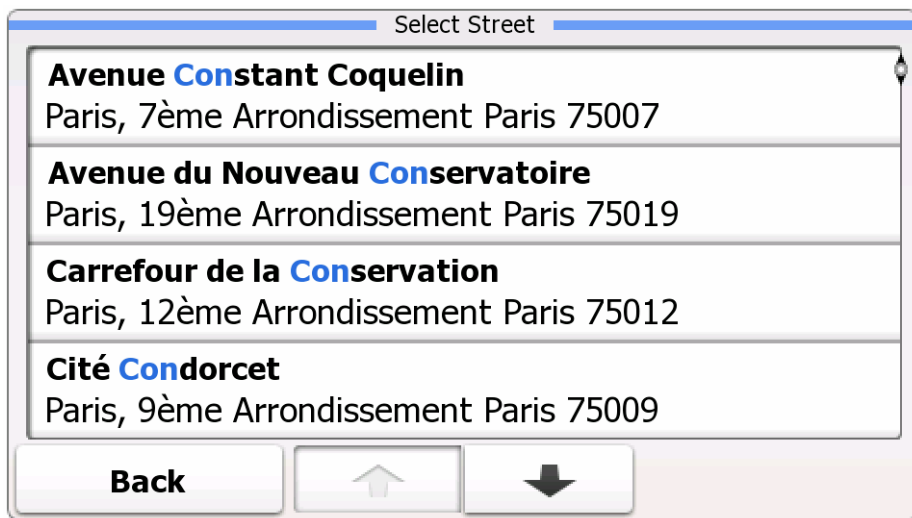 Select Street
Avenue Constant Coquelin
Paris, 7ème Arrondissement Paris 75007
Avenue du Nouveau Conservatoire
Paris, 19ème Arrondissement Paris 75019
Carrefour de la Conservation
Paris, 12ème Arrondissement Paris 75012
Cité Condorcet
Paris, 9ème Arrondissement Paris 75009
Back